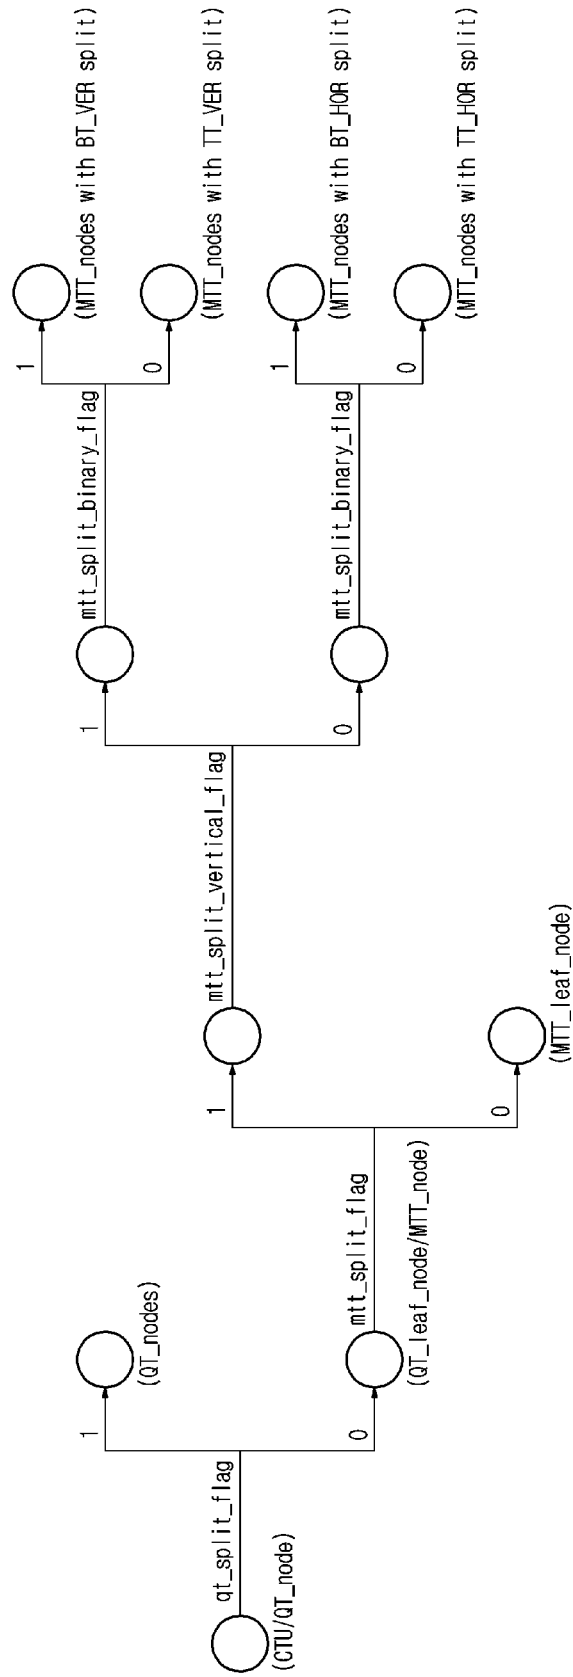 (CTU/QT_node)
qt_split_flag
1
(QT_nodes)
0
(QT_leaf_node/MTT_node)
mtt_split_flag
1
0
(MTT_leaf_node)
mtt_split_vertical_flag
1
mtt_split_binary_flag
1
(MTT_nodes with BT_VER split)
0
(MTT_nodes with TT_VER split)
0
mtt_split_binary_flag
1
(MTT_nodes with BT_HOR split)
0
(MTT_nodes with TT_HOR split)